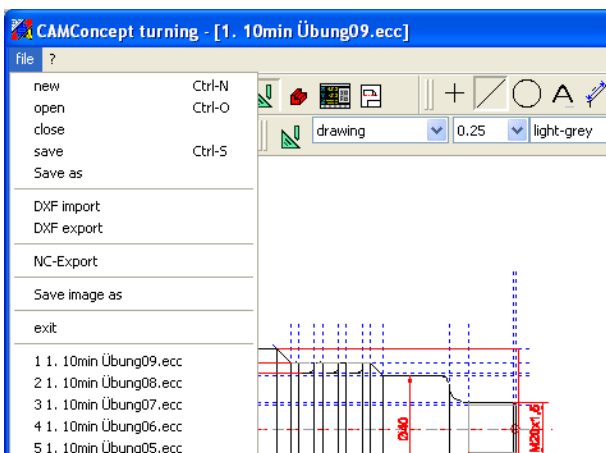 CAMConcept turning - [1. 10min Übung09.ecc]
file ?
new Ctrl-N
open Ctrl-O
close
save Ctrl-S
Save as
DXF import
DXF export
NC-Export
Save image as
exit
1 1. 10min Übung09.ecc
2 1. 10min Übung08.ecc
3 1. 10min Übung07.ecc
4 1. 10min Übung06.ecc
5 1. 10min Übung05.ecc
A
drawing 0.25 light-grey
Ø40
M20x1,5